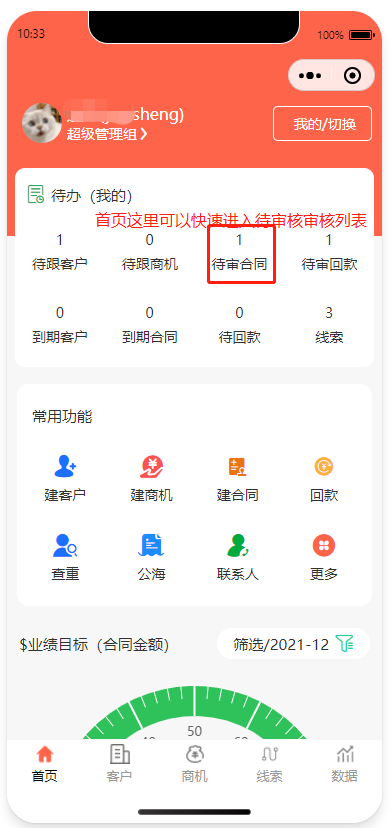 10:33
100%
sheng)
超级管理组
我的/切换
待办（我的）
首页这里可以快速进入待审核审核列表
1 0 1 1
待跟客户 待跟商机 待审合同 待审回款
0 0 0 3
到期客户 到期合同 待回款 线索
常用功能
建客户 建商机 建合同 回款
查重 公海 联系人 更多
$业绩目标（合同金额）
筛选/2021-12
40 50 60
首页 客户 商机 线索 数据